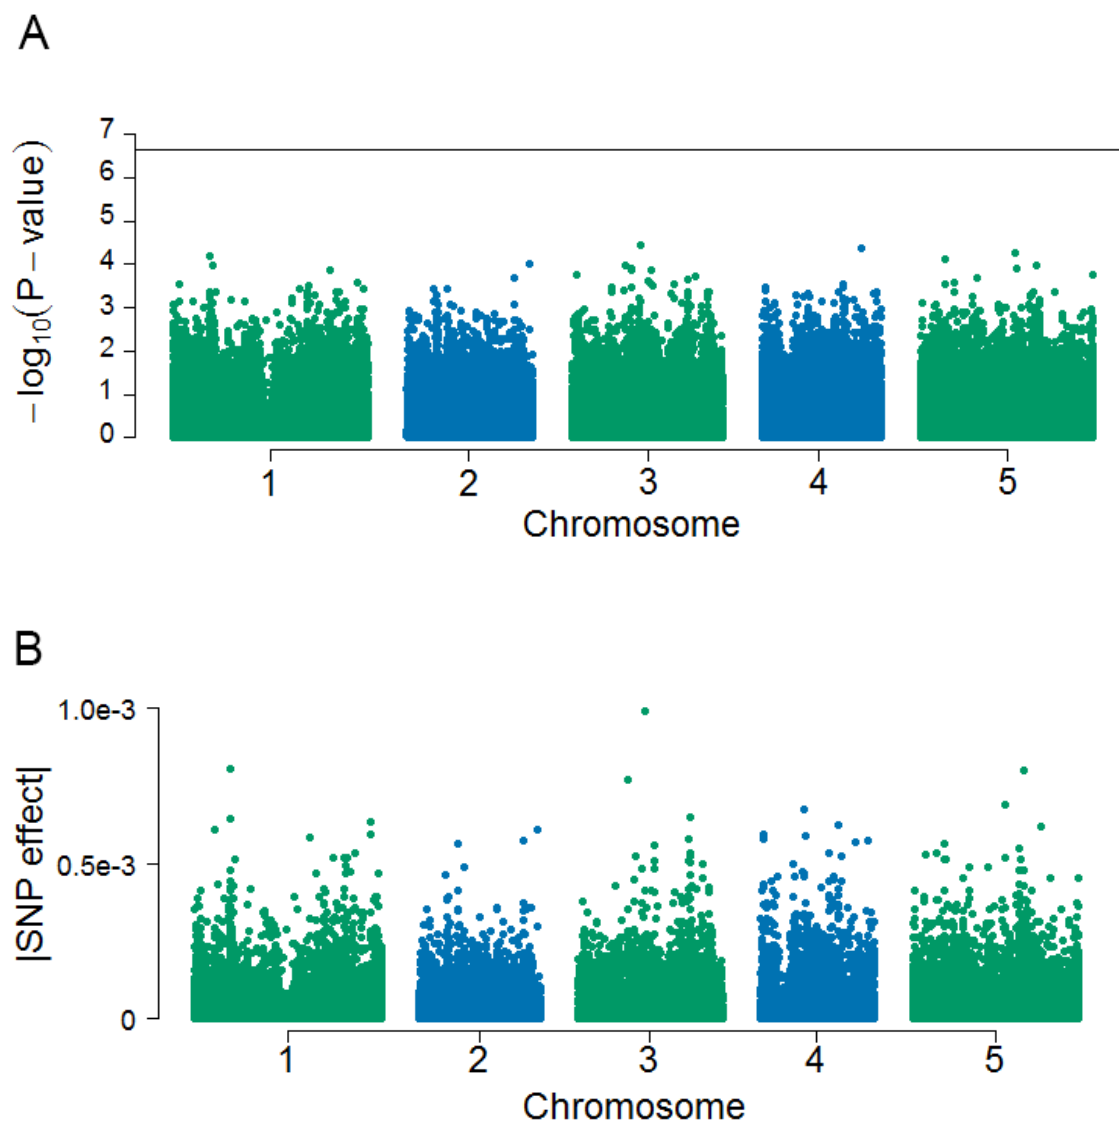 A
7
6
5
4
3
2
1
0
−log10(P−value)
1 2 3 4 5
Chromosome
B
1.0e-3
0.5e-3
0
|SNP effect|
1 2 3 4 5
Chromosome